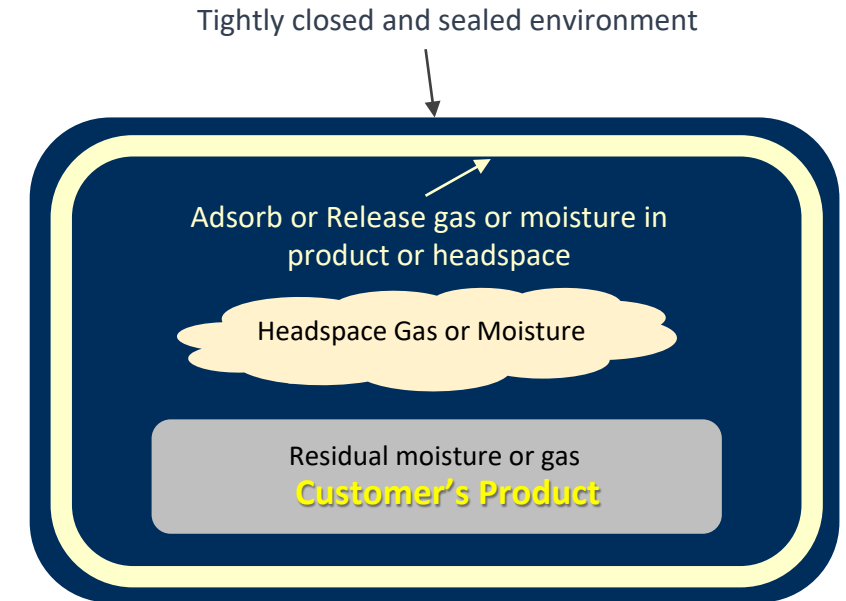 Tightly closed and sealed environment
Adsorb or Release gas or moisture in
product or headspace
Headspace Gas or Moisture
Residual moisture or gas
Customer’s Product